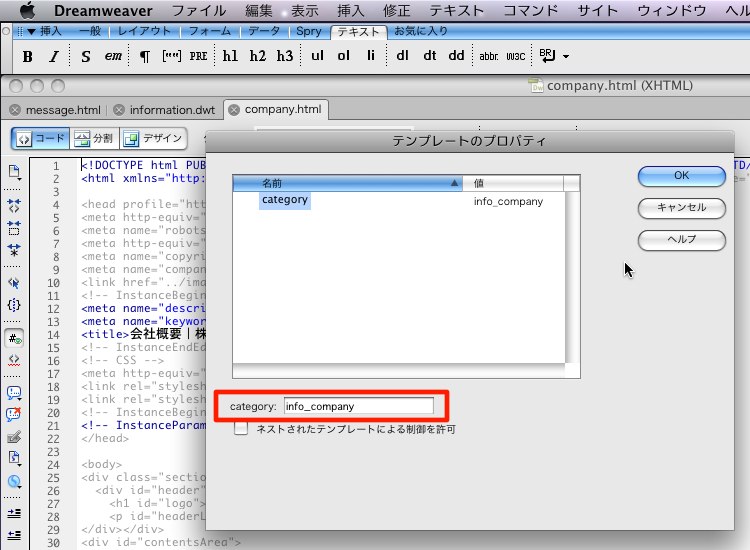 Dreamweaver ファイル 編集 表示 挿入 修正 テキスト コマンド サイト ウィンドウ ヘル
▼挿入 一般 レイアウト フォーム データ Spry テキスト お気に入り
B I S em ¶ [""] PRE h1 h2 h3 ul ol li dl dt dd abbr. W3C BR
company.html (XHTML)
message.html information.dwt company.html
コード 分割 デザイン
テンプレートのプロパティ
名前 値
category info_company
OK
キャンセル
ヘルプ
category: info_company
ネストされたテンプレートによる制御を許可
1 <!DOCTYPE html PUB
2 <html xmlns="http:
3
4 <head profile="htt
5 <meta http-equiv="
6 <meta name="robots
7 <meta http-equiv="
8 <meta name="copyri
9 <meta name="compan
10 <link href="../ima
11 <!-- InstanceBegin
12 <meta name="descri
13 <meta name="keywor
14 <title>会社概要｜株
15 <!-- InstanceEndEd
16 <!-- CSS -->
17 <meta http-equiv="
18 <link rel="stylesh
19 <link rel="stylesh
20 <!-- InstanceBegin
21 <!-- InstanceParam
22 </head>
23
24 <body>
25 <div class="section
26 <div id="header"
27 <h1 id="logo">
28 <p id="headerL
29 </div></div>
30 <div id="contentsArea">